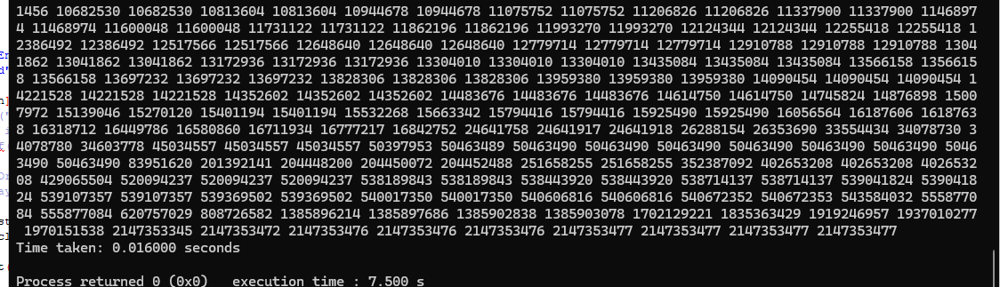 1456 10682530 10682530 10813604 10813604 10944678 10944678 11075752 11075752 11206826 11206826 11337900 11337900 1146897
4 11468974 11600048 11600048 11731122 11731122 11862196 11862196 11993270 11993270 12124344 12124344 12255418 12255418 1
2386492 12386492 12517566 12517566 12648640 12648640 12648640 12779714 12779714 12779714 12910788 12910788 12910788 1304
1862 13041862 13041862 13172936 13172936 13172936 13304010 13304010 13304010 13435084 13435084 13435084 13566158 1356615
8 13566158 13697232 13697232 13697232 13828306 13828306 13828306 13959380 13959380 13959380 14090454 14090454 14090454 1
4221528 14221528 14221528 14352602 14352602 14352602 14483676 14483676 14483676 14614750 14614750 14745824 14876898 1500
7972 15139046 15270120 15401194 15401194 15532268 15663342 15794416 15794416 15925490 15925490 16056564 16187606 1618763
8 16318712 16449786 16580860 16711934 16777217 16842752 24641758 24641917 24641918 26288154 26353690 33554434 34078730 3
4078780 34603778 45034557 45034557 45034557 50397953 50463489 50463490 50463490 50463490 50463490 50463490 50463490 5046
3490 50463490 83951620 201392141 204448200 204450072 204452488 251658255 251658255 352387092 402653208 402653208 4026532
08 429065504 520094237 520094237 520094237 538189843 538189843 538443920 538443920 538714137 538714137 539041824 5390418
24 539107357 539107357 539369502 539369502 540017350 540017350 540606816 540606816 540672352 540672353 543584032 5558770
84 555877084 620757029 808726582 1385896214 1385897686 1385902838 1385903078 1702129221 1835363429 1919246957 1937010277
1970151538 2147353345 2147353472 2147353476 2147353476 2147353476 2147353477 2147353477 2147353477 2147353477
Time taken: 0.016000 seconds
Process returned 0 (0x0)   execution time : 7.500 s